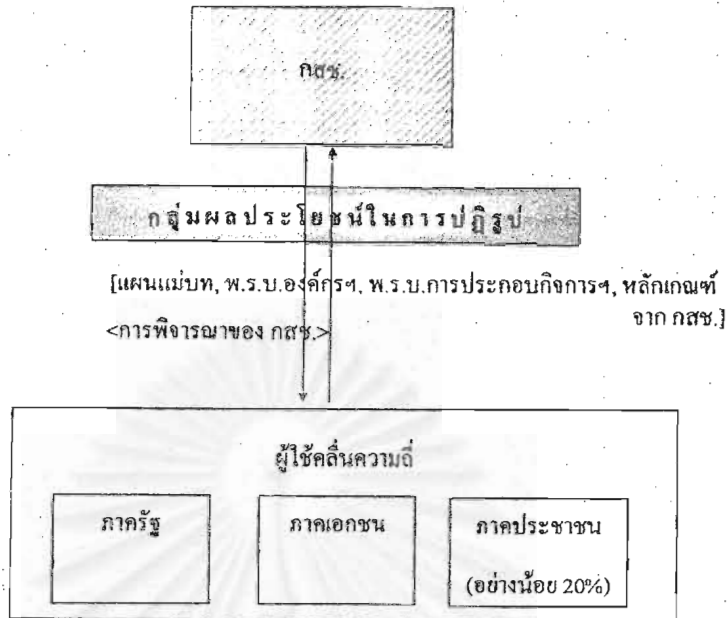 กสช.
กลุ่มผลประโยชน์ในการปฏิรูป
[แผนแม่บท, พ.ร.บ.องค์กรฯ, พ.ร.บ.การประกอบกิจการฯ, หลักเกณฑ์
จาก กสช.]
<การพิจารณาของ กสช.>
ผู้ใช้คลื่นความถี่
ภาครัฐ
ภาคเอกชน
ภาคประชาชน
(อย่างน้อย 20%)